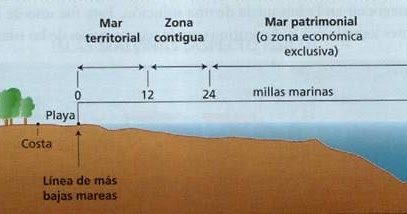 Mar
territorial
Zona
contigua
Mar patrimonial
(o zona económica
exclusiva)
0
12
24
millas marinas
Playa
Costa
Línea de más
bajas mareas